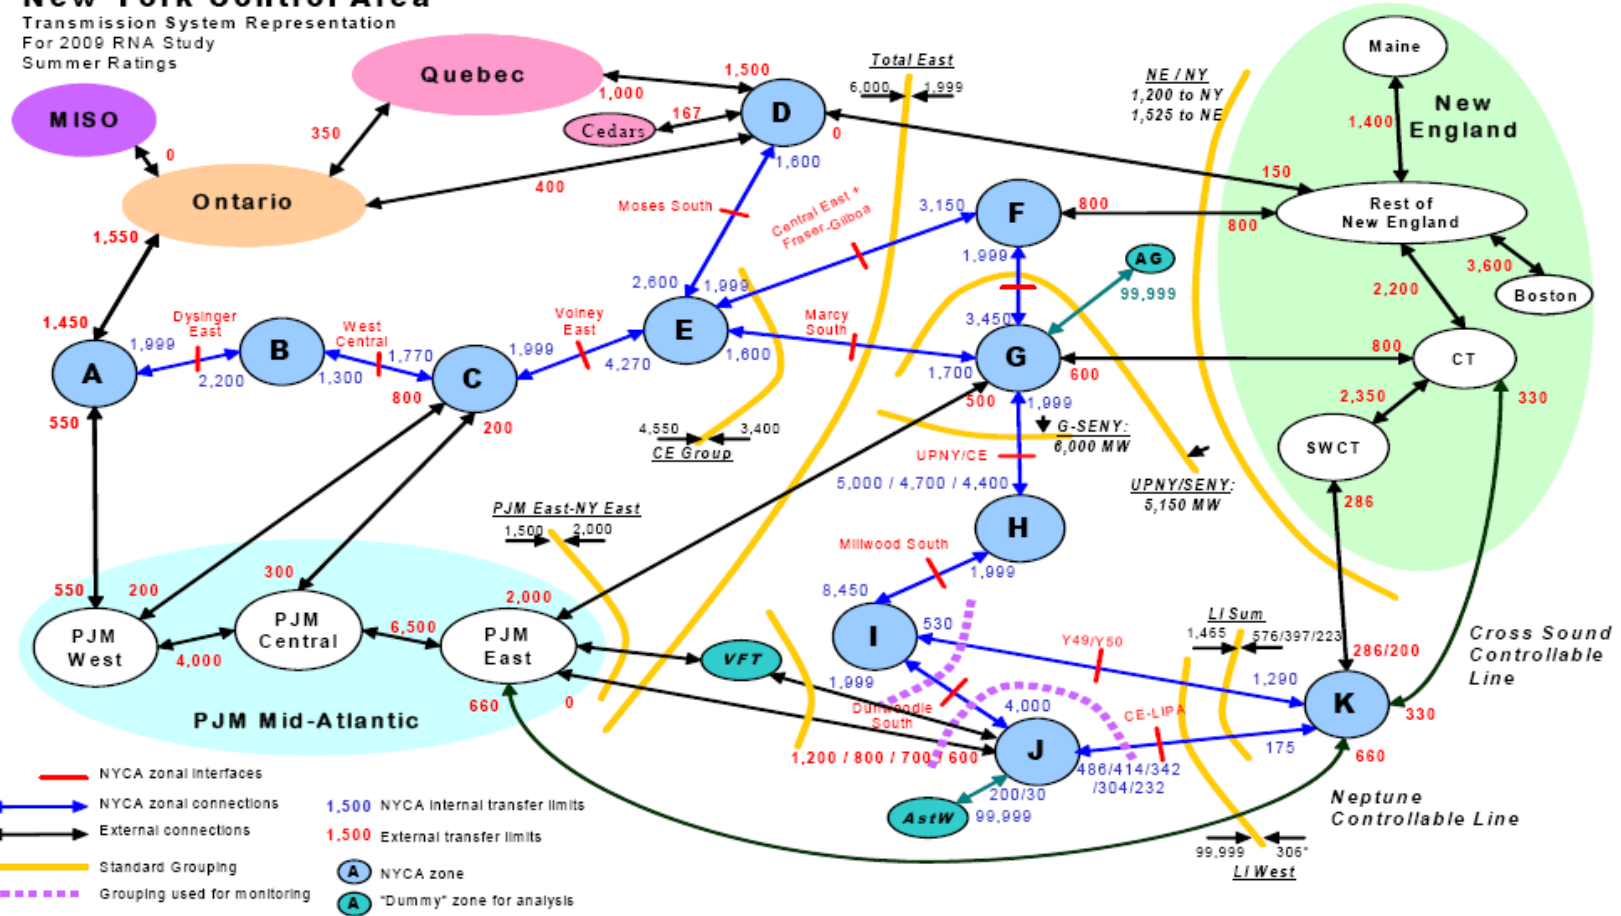 New York Control Area
Transmission System Representation
For 2009 RNA Study
Summer Ratings
MISO
Quebec
Ontario
Cedars
D
0
350
1,500
1,000
167
0
400
1,600
Moses South
Total East
6,000
1,999
NE / NY
1,200 to NY
1,525 to NE
Maine
1,400
New
England
150
Rest of
New England
3,600
Boston
2,200
800
CT
2,350
330
SWCT
286
1,550
1,450
A
550
1,999
Dysinger
East
2,200
B
West
Central
1,300
1,770
C
800
200
1,999
Volney
East
4,270
2,600
1,999
E
1,600
Central East +
Fraser-Gilboa
3,150
F
800
800
1,999
AG
99,999
3,450
Marcy
South
1,700
G
600
500
1,999
G-SENY:
6,000 MW
UPNY/CE
UPNY/SENY:
5,150 MW
5,000 / 4,700 / 4,400
4,550
3,400
CE Group
PJM East-NY East
1,500
2,000
H
Millwood South
1,999
8,450
I
530
1,999
Dunwoodie
South
4,000
Y49/Y50
LI Sum
1,465
576/397/223
1,290
286/200
K
330
660
Cross Sound
Controllable
Line
550
200
300
2,000
PJM
West
4,000
PJM
Central
6,500
PJM
East
VFT
660
0
PJM Mid-Atlantic
J
1,200 / 800 / 700 / 600
CE-LIPA
486/414/342
/304/232
175
200/30
AstW
99,999
Neptune
Controllable Line
99,999
306"
LI West
NYCA zonal interfaces
NYCA zonal connections
External connections
Standard Grouping
Grouping used for monitoring
1,500 NYCA internal transfer limits
1,500 External transfer limits
A NYCA zone
A "Dummy" zone for analysis